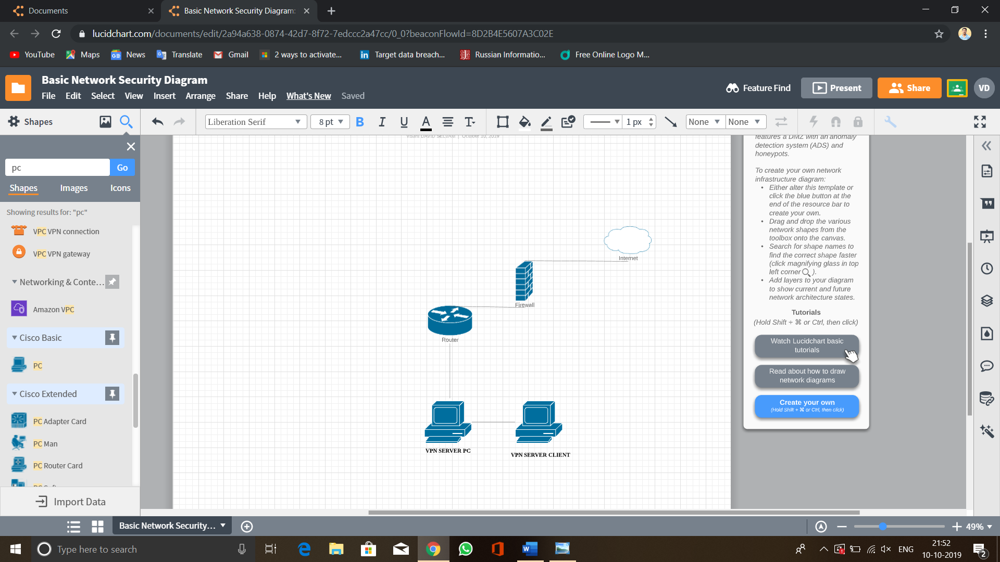 Documents
Basic Network Security Diagram:
lucidchart.com/documents/edit/2a94a638-0874-42d7-8f72-7edccc2a47cc/0_0?beaconFlowId=8D2B4E5607A3C02E
YouTube
Maps
News
Translate
Gmail
2 ways to activate...
Target data breach...
Russian Informatio...
Free Online Logo M...
Basic Network Security Diagram
File Edit Select View Insert Arrange Share Help What's New Saved
Feature Find
Present
Share
VD
Shapes
Liberation Serif
8 pt
B I U A T
1 px
None
None
pc
Go
Shapes Images Icons
Showing results for: "pc"
VPC VPN connection
VPC VPN gateway
Networking & Conte...
Amazon VPC
Cisco Basic
PC
Cisco Extended
PC Adapter Card
PC Man
PC Router Card
Import Data
Visant DAVID SELVAM | October 10, 2019
Internet
Firewall
Router
VPN SERVER PC
VPN SERVER CLIENT
features a DMZ with an anomaly
detection system (ADS) and
honeypots.
To create your own network
infrastructure diagram:
• Either alter this template or
click the blue button at the
end of the resource bar to
create your own.
• Drag and drop the various
network shapes from the
toolbox onto the canvas.
• Search for shape names to
find the correct shape faster
(click magnifying glass in top
left corner ).
• Add layers to your diagram
to show current and future
network architecture states.
Tutorials
(Hold Shift + ⌘ or Ctrl, then click)
Watch Lucidchart basic
tutorials
Read about how to draw
network diagrams
Create your own
(Hold Shift + ⌘ or Ctrl, then click)
Basic Network Security...
49%
Type here to search
ENG
21:52
10-10-2019
2